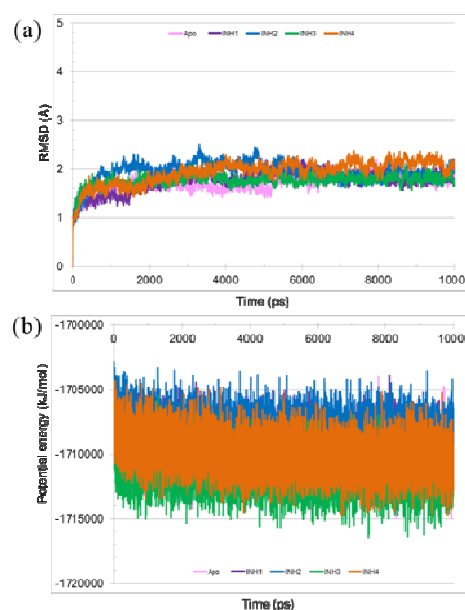 (a)
5
Apo INH1 INH2 INH3 INH4
4
3
2
1
0
RMSD (Å)
0 2000 4000 6000 8000 10000
Time (ps)
(b)
-1700000
0 2000 4000 6000 8000 10000
-1705000
-1710000
-1715000
-1720000
Potential energy (kJ/mol)
Apo INH1 INH2 INH3 INH4
Time (ps)